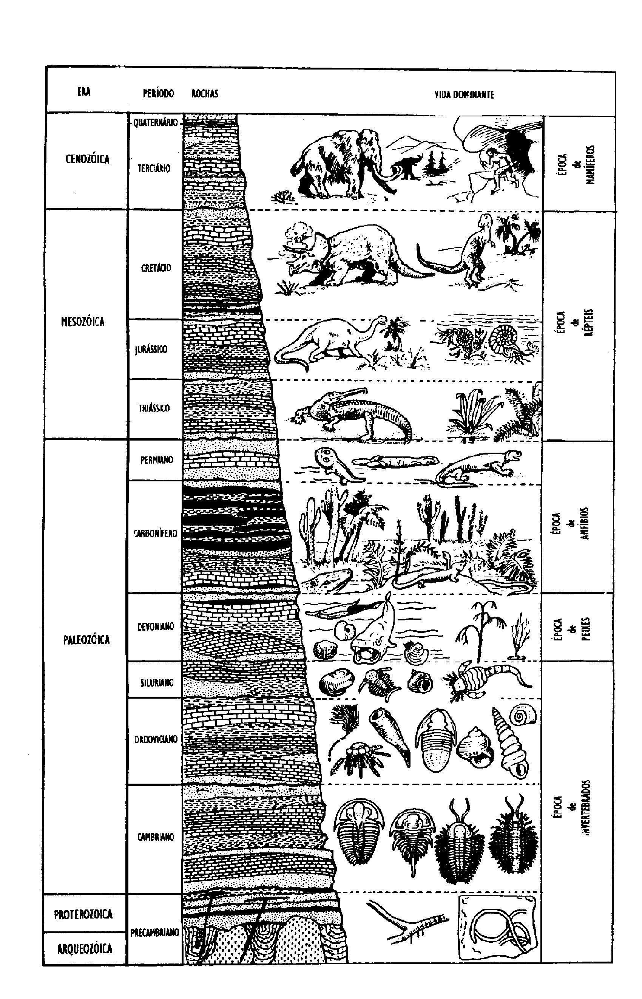 ERA PERÍODO ROCHAS VIDA DOMINANTE
CENOZÓICA
QUATERNÁRIO
TERCIÁRIO
ÉPOCA
de
MAMÍFEROS
MESOZÓICA
CRETÁCIO
JURÁSSICO
TRIÁSSICO
ÉPOCA
de
RÉPTEIS
PALEOZÓICA
PERMIANO
CARBONÍFERO
ÉPOCA
de
ANFÍBIOS
DEVONIANO
ÉPOCA
de
PEIXES
SILURIANO
ORDOVICIANO
CAMBRIANO
ÉPOCA
de
INVERTEBRADOS
PROTEROZOICA
ARQUEOZÓICA
PRECAMBRIANO